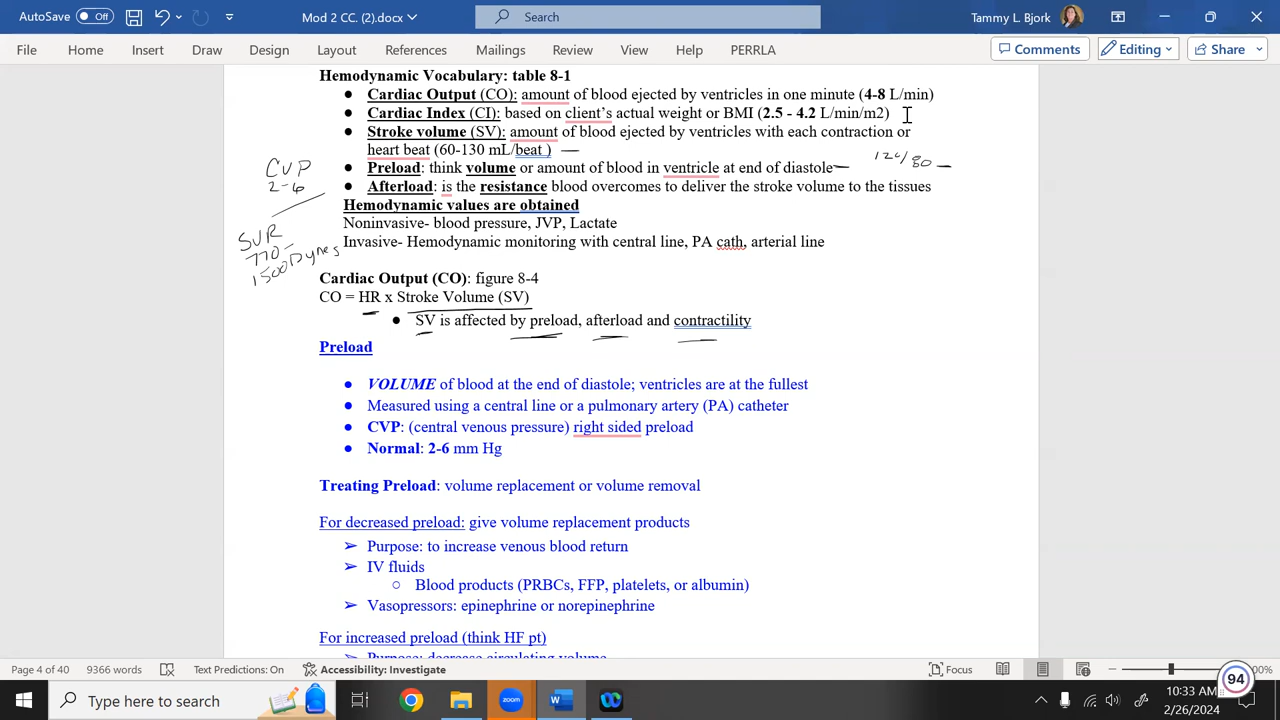 AutoSave Off Mod 2 CC. (2).docx Search Tammy L. Bjork
File Home Insert Draw Design Layout References Mailings Review View Help PERRLA Comments Editing Share
Hemodynamic Vocabulary: table 8-1
● Cardiac Output (CO): amount of blood ejected by ventricles in one minute (4-8 L/min)
● Cardiac Index (CI): based on client's actual weight or BMI (2.5 - 4.2 L/min/m2)
● Stroke volume (SV): amount of blood ejected by ventricles with each contraction or
heart beat (60-130 mL/beat )
120/80
● Preload: think volume or amount of blood in ventricle at end of diastole
● Afterload: is the resistance blood overcomes to deliver the stroke volume to the tissues
CVP
2-6
Hemodynamic values are obtained
Noninvasive- blood pressure, JVP, Lactate
Invasive- Hemodynamic monitoring with central line, PA cath, arterial line
SVR
770-
1500 Dynes
Cardiac Output (CO): figure 8-4
CO = HR x Stroke Volume (SV)
● SV is affected by preload, afterload and contractility
Preload
● VOLUME of blood at the end of diastole; ventricles are at the fullest
● Measured using a central line or a pulmonary artery (PA) catheter
● CVP: (central venous pressure) right sided preload
● Normal: 2-6 mm Hg
Treating Preload: volume replacement or volume removal
For decreased preload: give volume replacement products
➢ Purpose: to increase venous blood return
➢ IV fluids
○ Blood products (PRBCs, FFP, platelets, or albumin)
➢ Vasopressors: epinephrine or norepinephrine
For increased preload (think HF pt)
➢ Purpose: decrease circulating volume
Page 4 of 40 9366 words Text Predictions: On Accessibility: Investigate Focus 00%
94
Type here to search zoom 10:33 AM
2/26/2024